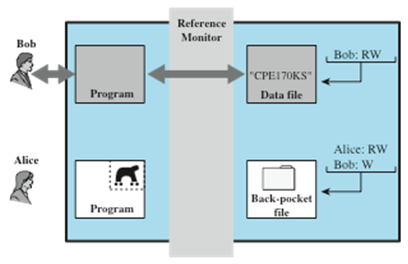 Reference
Monitor
Bob
Bob: RW
"CPE170KS"
Program
Data file
Alice
Alice: RW
Bob: W
Program
Back-pocket
file